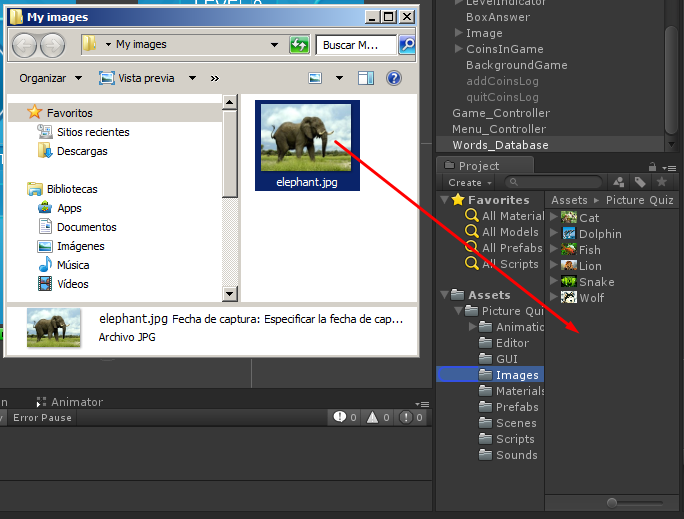 LEVEL 0
My images
My images
Buscar M...
Organizar
Vista previa
»
Favoritos
Sitios recientes
Descargas
Bibliotecas
Apps
Documentos
Imágenes
Música
Vídeos
elephant.jpg
elephant.jpg Fecha de captura: Especificar la fecha de cap...
Archivo JPG
LevelIndicator
BoxAnswer
Image
CoinsInGame
BackgroundGame
addCoinsLog
quitCoinsLog
Game_Controller
Menu_Controller
Words_Database
Project
Create
Favorites
All Material
All Models
All Prefabs
All Scripts
Assets
Picture Qui
Animatic
Editor
GUI
Images
Materials
Prefabs
Scenes
Scripts
Sounds
Assets ▸ Picture Quiz
Cat
Dolphin
Fish
Lion
Snake
Wolf
Animator
Error Pause
0 0 0